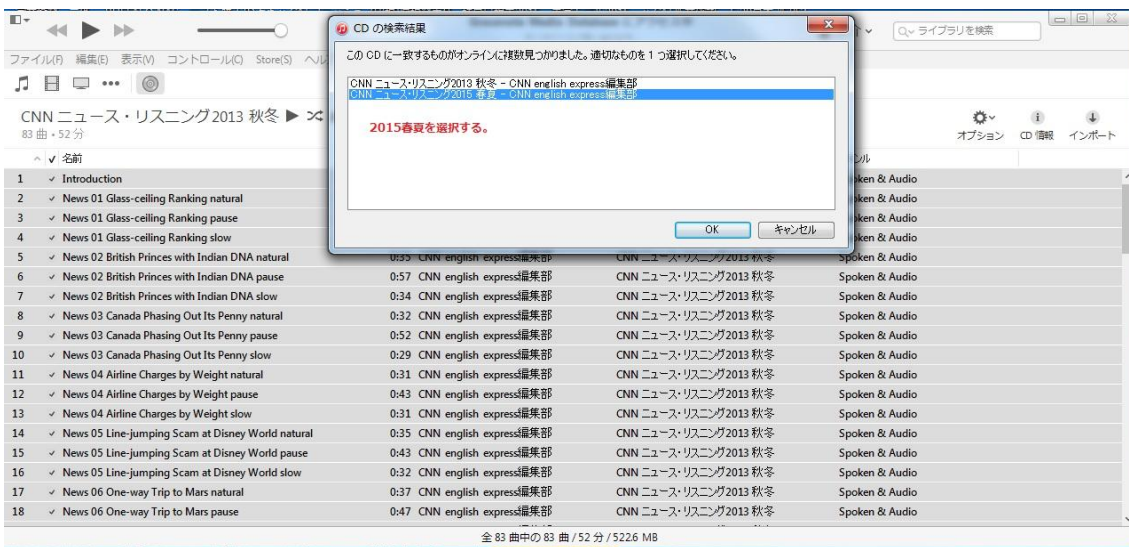 CD の検索結果
ライブラリを検索
この CD に一致するものがオンラインに複数見つかりました。適切なものを 1 つ選択してください。
CNN ニュース・リスニング2013 秋冬 - CNN english express編集部
CNN ニュース・リスニング2015 春夏 - CNN english express編集部
2015春夏を選択する。
OK キャンセル
ファイル(F) 編集(E) 表示(V) コントロール(C) Store(S)
CNN ニュース・リスニング2013 秋冬
83 曲・52 分
オプション CD 情報 インポート
名前
1 Introduction
2 News 01 Glass-ceiling Ranking natural
3 News 01 Glass-ceiling Ranking pause
4 News 01 Glass-ceiling Ranking slow
5 News 02 British Princes with Indian DNA natural 0:35 CNN english express編集部 CNN ニュース・リスニング2013 秋冬 Spoken & Audio
6 News 02 British Princes with Indian DNA pause 0:57 CNN english express編集部 CNN ニュース・リスニング2013 秋冬 Spoken & Audio
7 News 02 British Princes with Indian DNA slow 0:34 CNN english express編集部 CNN ニュース・リスニング2013 秋冬 Spoken & Audio
8 News 03 Canada Phasing Out Its Penny natural 0:32 CNN english express編集部 CNN ニュース・リスニング2013 秋冬 Spoken & Audio
9 News 03 Canada Phasing Out Its Penny pause 0:52 CNN english express編集部 CNN ニュース・リスニング2013 秋冬 Spoken & Audio
10 News 03 Canada Phasing Out Its Penny slow 0:29 CNN english express編集部 CNN ニュース・リスニング2013 秋冬 Spoken & Audio
11 News 04 Airline Charges by Weight natural 0:31 CNN english express編集部 CNN ニュース・リスニング2013 秋冬 Spoken & Audio
12 News 04 Airline Charges by Weight pause 0:43 CNN english express編集部 CNN ニュース・リスニング2013 秋冬 Spoken & Audio
13 News 04 Airline Charges by Weight slow 0:31 CNN english express編集部 CNN ニュース・リスニング2013 秋冬 Spoken & Audio
14 News 05 Line-jumping Scam at Disney World natural 0:35 CNN english express編集部 CNN ニュース・リスニング2013 秋冬 Spoken & Audio
15 News 05 Line-jumping Scam at Disney World pause 0:43 CNN english express編集部 CNN ニュース・リスニング2013 秋冬 Spoken & Audio
16 News 05 Line-jumping Scam at Disney World slow 0:32 CNN english express編集部 CNN ニュース・リスニング2013 秋冬 Spoken & Audio
17 News 06 One-way Trip to Mars natural 0:37 CNN english express編集部 CNN ニュース・リスニング2013 秋冬 Spoken & Audio
18 News 06 One-way Trip to Mars pause 0:47 CNN english express編集部 CNN ニュース・リスニング2013 秋冬 Spoken & Audio
全 83 曲中の 83 曲 / 52 分 / 522.6 MB